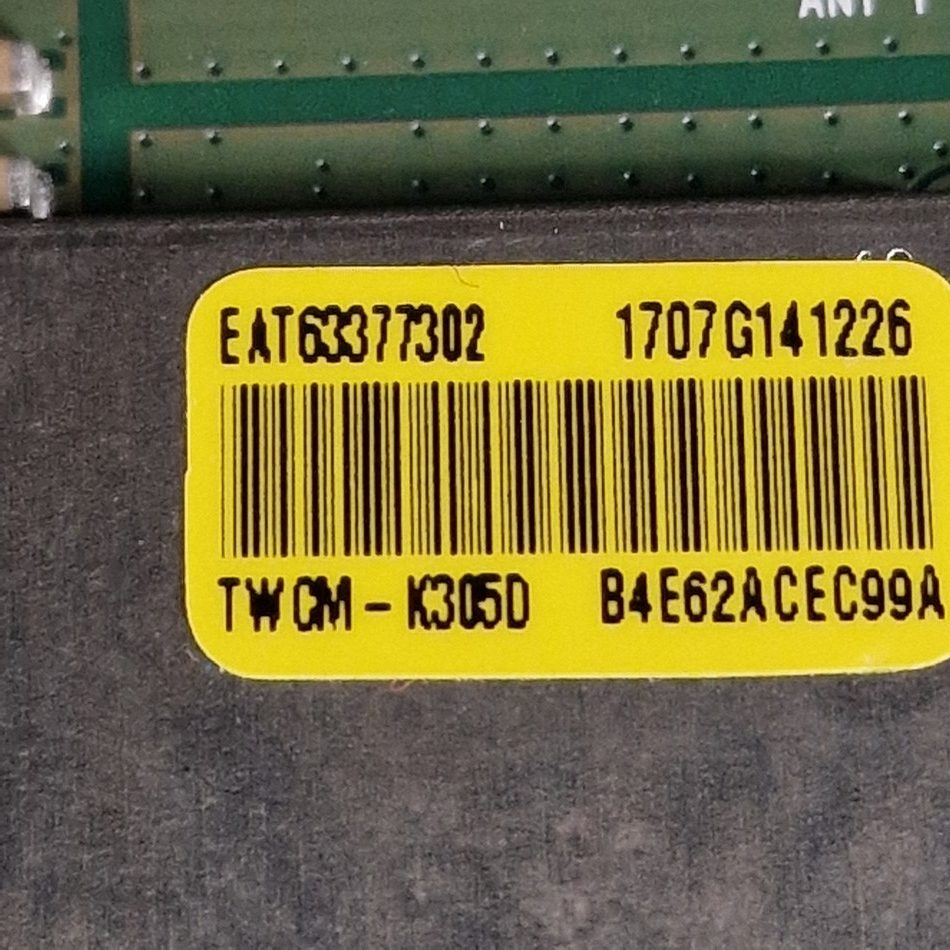 ANT 1
EAT63377302 1707G141226
TWCM-K305D B4E62ACEC99A